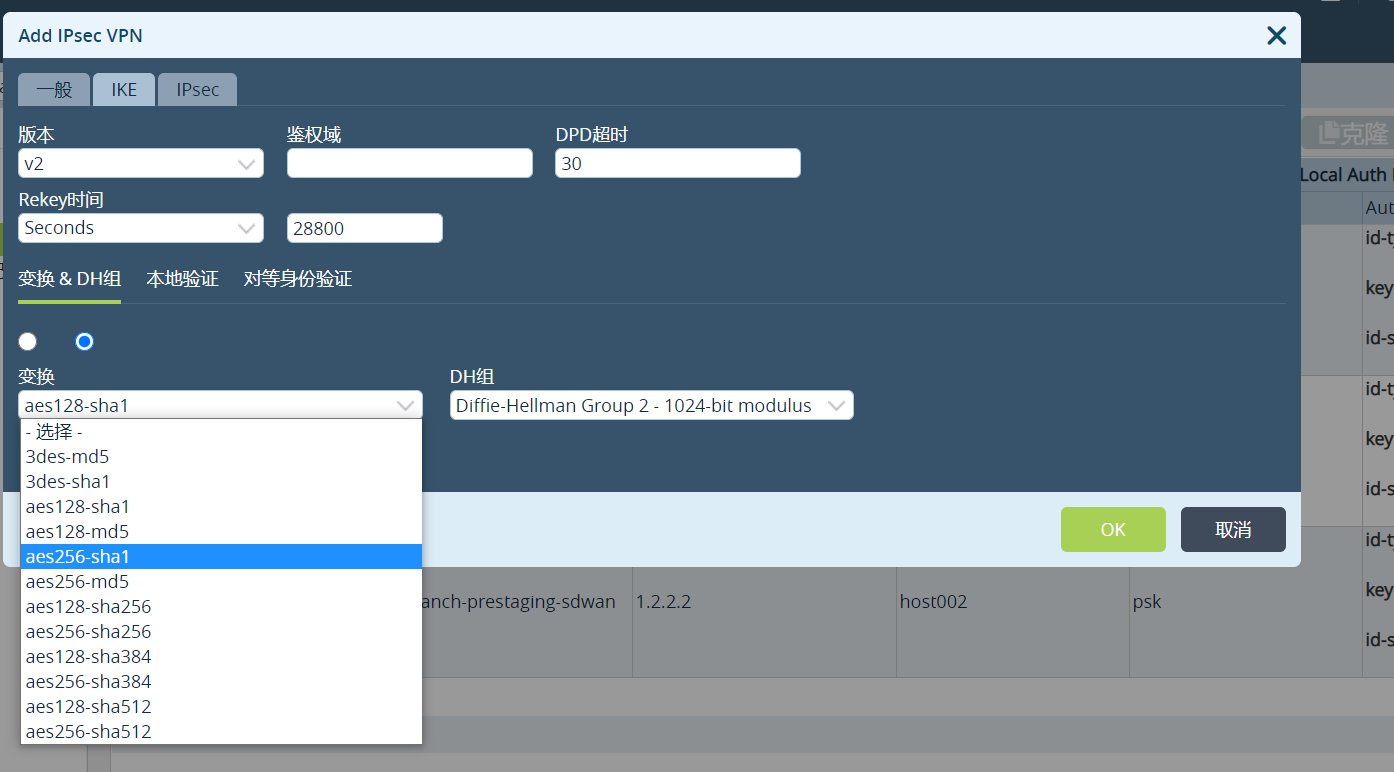 Add IPsec VPN
一般 IKE IPsec
版本 鉴权域 DPD超时
v2 30
克隆
Rekey时间
Local Auth
Seconds 28800
变换 & DH组 本地验证 对等身份验证
变换 DH组
aes128-sha1 Diffie-Hellman Group 2 - 1024-bit modulus
- 选择 -
3des-md5
3des-sha1
aes128-sha1
aes128-md5
aes256-sha1
aes256-md5
aes128-sha256
aes256-sha256
aes128-sha384
aes256-sha384
aes128-sha512
aes256-sha512
OK 取消
anch-prestaging-sdwan 1.2.2.2 host002 psk
Aut
id-t
key
id-s
id-t
key
id-s
id-t
key
id-s